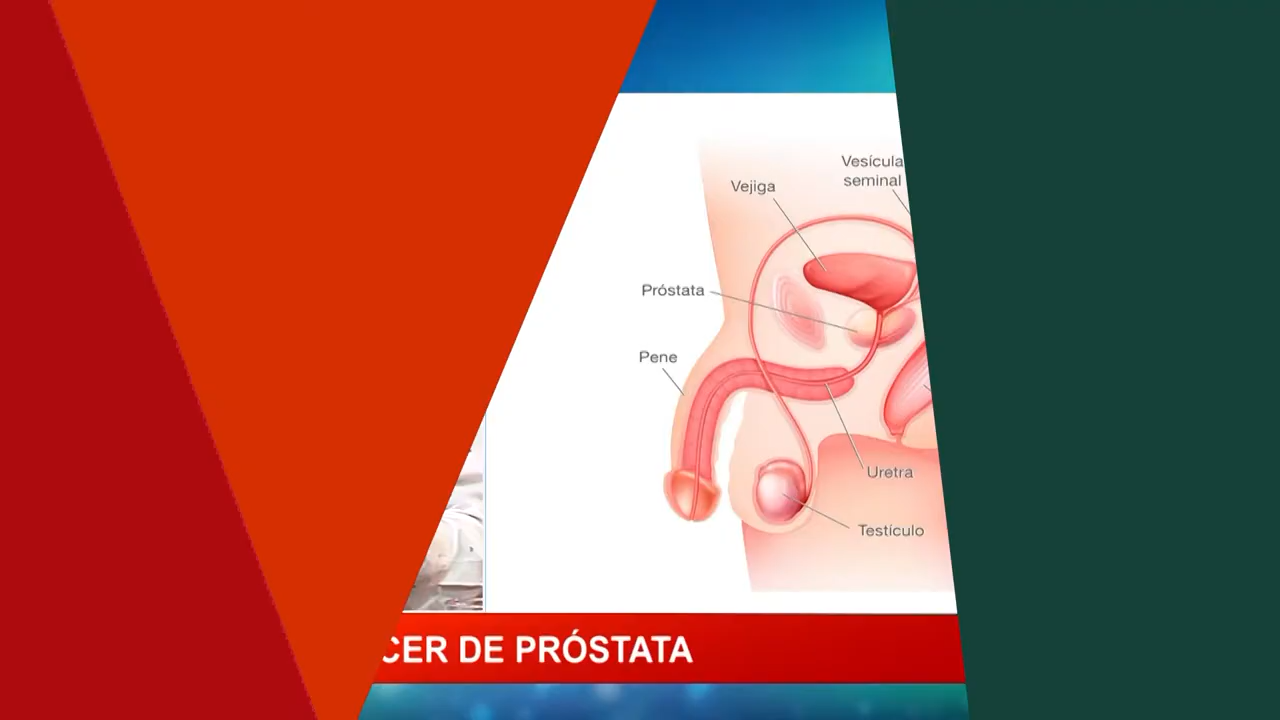 Vesícula
seminal
Vejiga
Próstata
Pene
Uretra
Testículo
CER DE PRÓSTATA